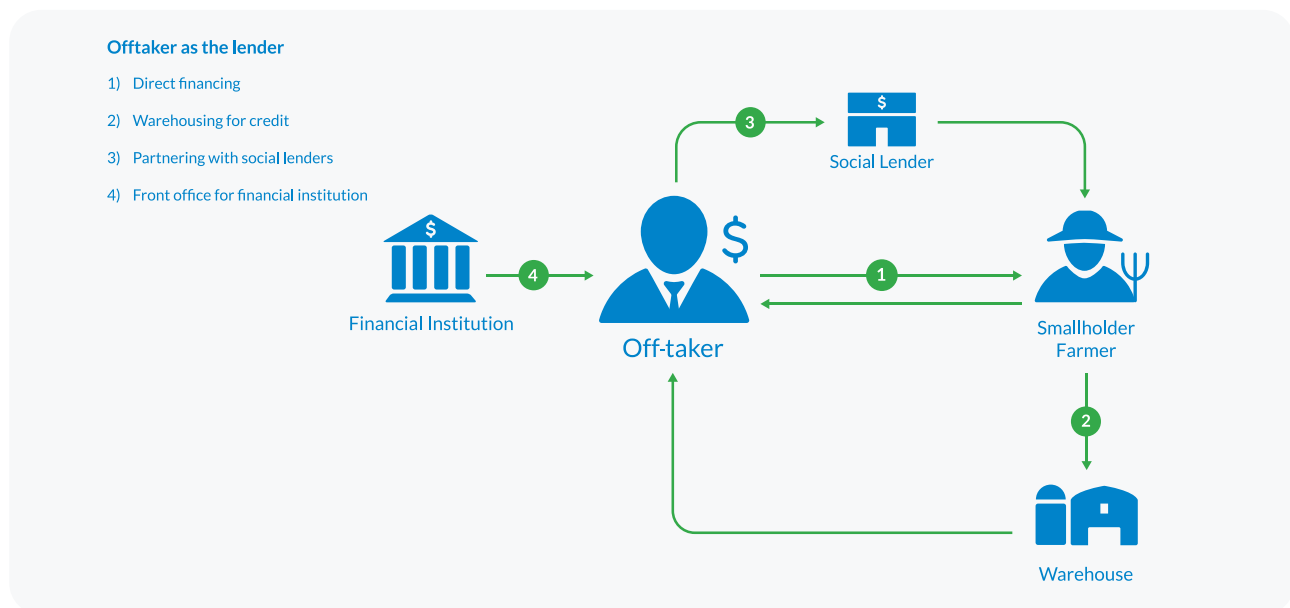 Offtaker as the lender
1) Direct financing
2) Warehousing for credit
3) Partnering with social lenders
4) Front office for financial institution
3
$
Social Lender
$
4
$
1
Financial Institution
Off-taker
Smallholder
Farmer
2
Warehouse